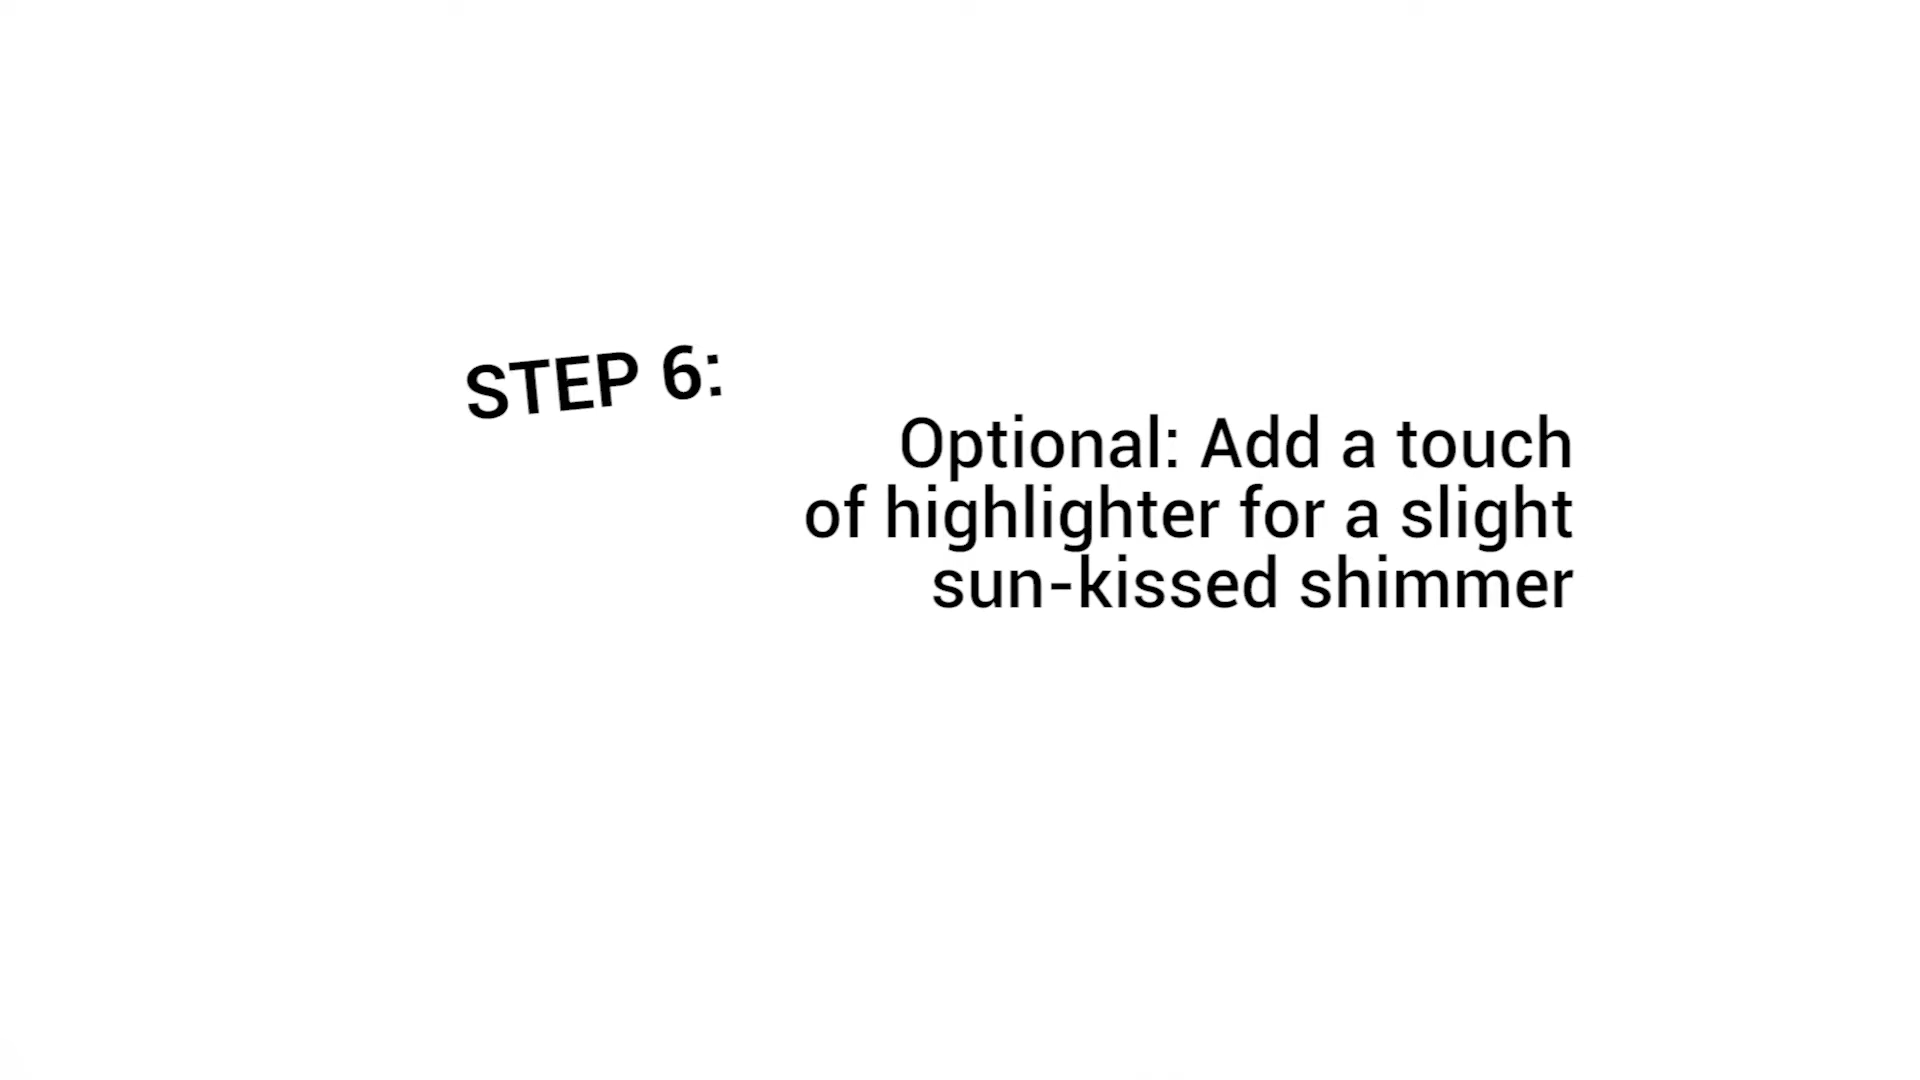 STEP 6:
Optional: Add a touch
of highlighter for a slight
sun-kissed shimmer